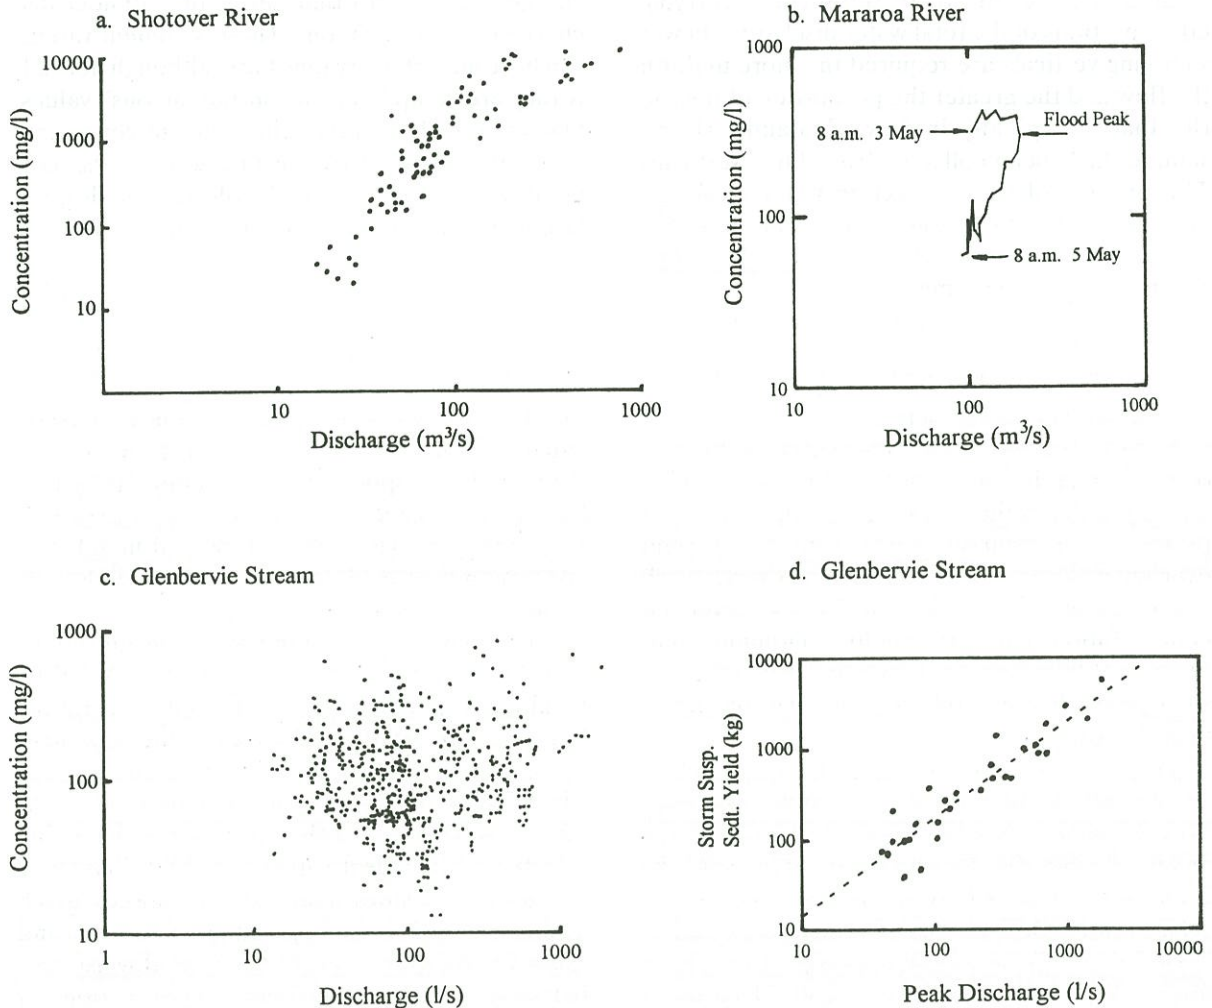 a. Shotover River
10000
1000
100
10
Concentration (mg/l)
10
100
1000
Discharge (m³/s)
b. Mararoa River
1000
100
10
Concentration (mg/l)
8 a.m. 3 May
Flood Peak
8 a.m. 5 May
10
100
1000
Discharge (m³/s)
c. Glenbervie Stream
1000
100
10
Concentration (mg/l)
1
10
100
1000
Discharge (l/s)
d. Glenbervie Stream
10000
1000
100
10
Storm Susp.
Sedt. Yield (kg)
10
100
1000
10000
Peak Discharge (l/s)